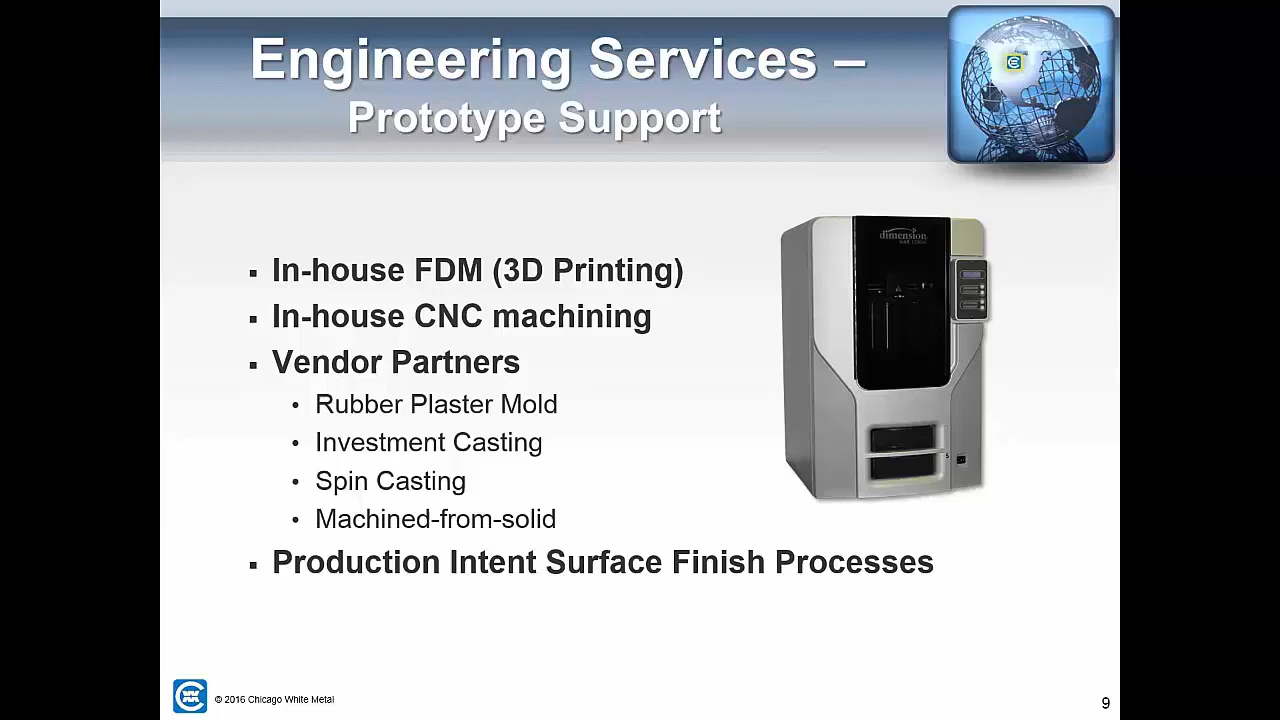 Engineering Services –
Prototype Support
dimension
▪ In-house FDM (3D Printing)
▪ In-house CNC machining
▪ Vendor Partners
• Rubber Plaster Mold
• Investment Casting
• Spin Casting
• Machined-from-solid
▪ Production Intent Surface Finish Processes
© 2016 Chicago White Metal
9